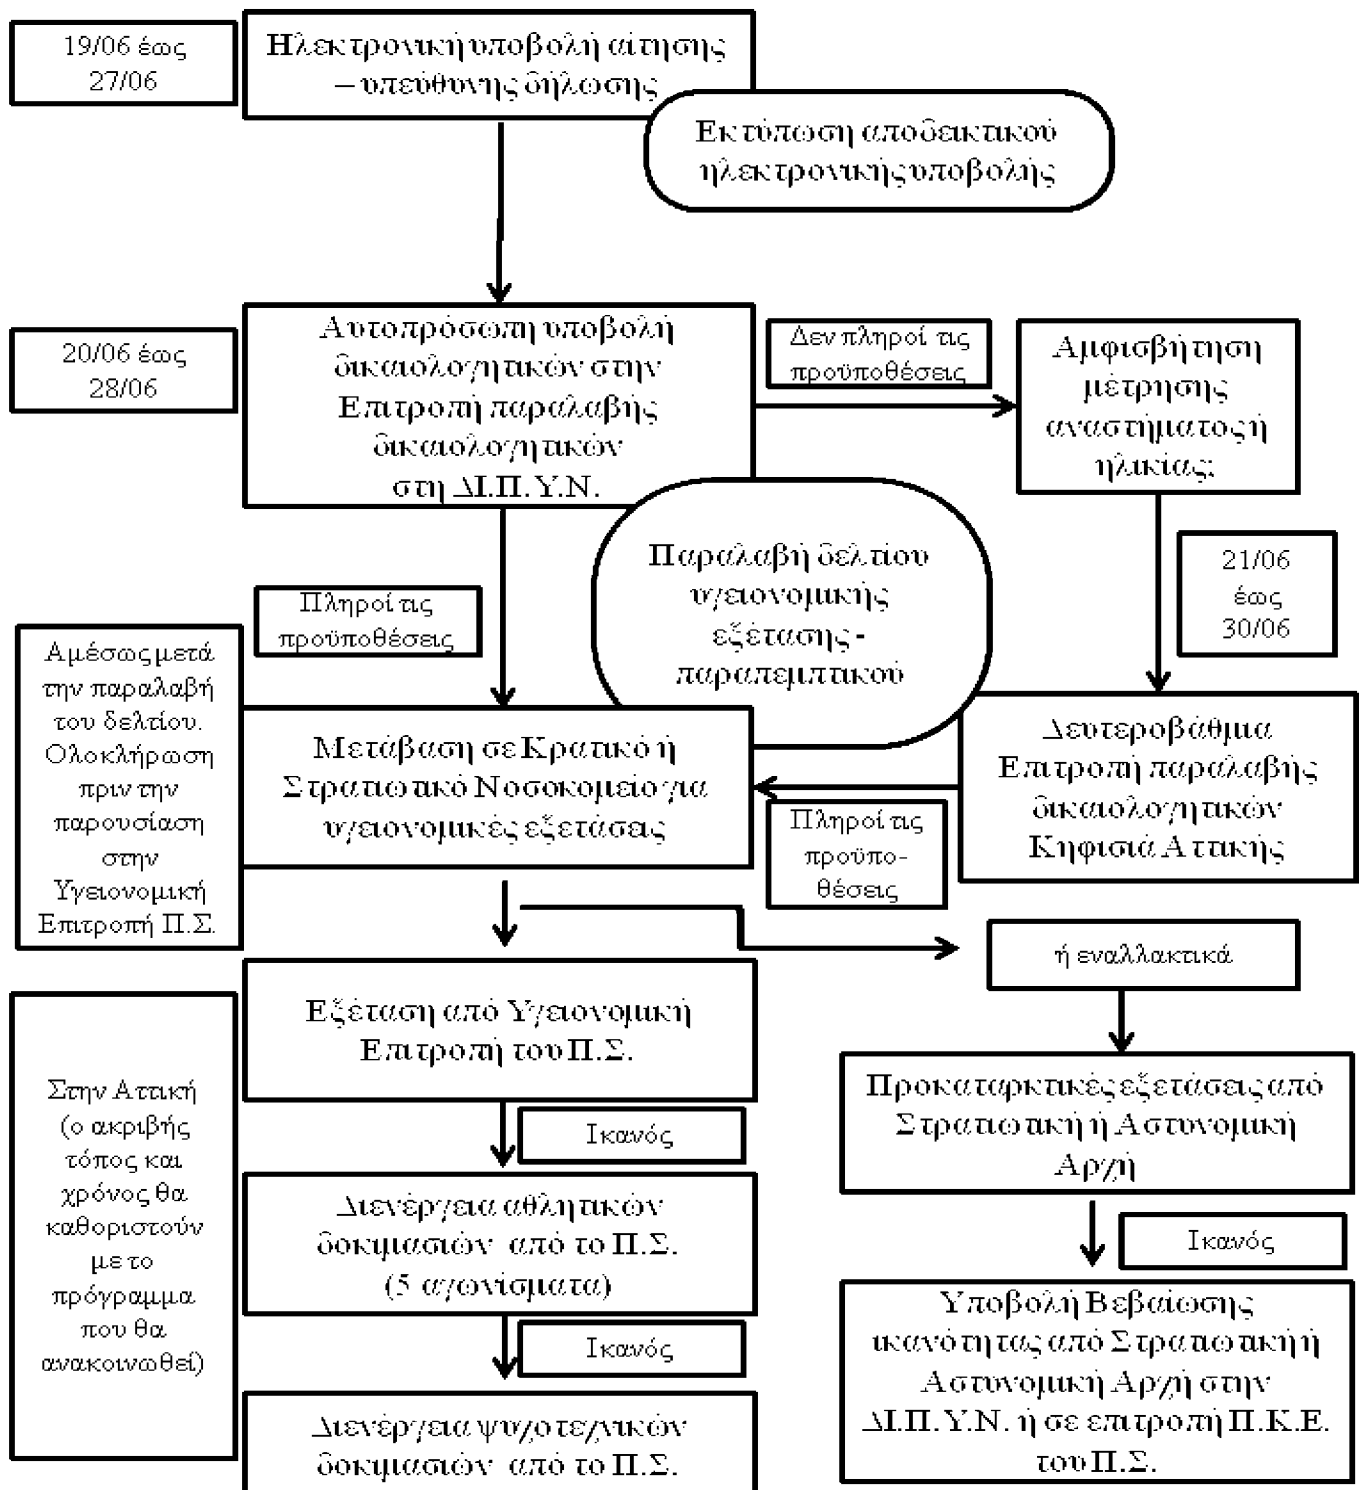 19/06 έως
27/06
Ηλεκτρονική υποβολή αίτησης
– υπεύθυνης δήλωσης
Εκτύπωση αποδεικτικού
ηλεκτρονικής υποβολής
20/06 έως
28/06
Αυτοπρόσωπη υποβολή
δικαιολογητικών στην
Επιτροπή παραλαβής
δικαιολογητικών
στη ΔΙ.Π.Υ.Ν.
Δεν πληροί τις
προϋποθέσεις
Αμφισβήτηση
μέτρησης
αναστήματος ή
ηλικίας;
Παραλαβή δελτίου
υγειονομικής
εξέτασης -
παραπεμπτικού
21/06
έως
30/06
Πληροί τις
προϋποθέσεις
Αμέσως μετά
την παραλαβή
του δελτίου.
Ολοκλήρωση
πριν την
παρουσίαση
στην
Υγειονομική
Επιτροπή Π.Σ.
Μετάβαση σε Κρατικό ή
Στρατιωτικό Νοσοκομείο για
υγειονομικές εξετάσεις
Πληροί τις
προϋπο-
θέσεις
Δευτεροβάθμια
Επιτροπή παραλαβής
δικαιολογητικών
Κηφισιά Αττικής
ή εναλλακτικά
Εξέταση από Υγειονομική
Επιτροπή του Π.Σ.
Στην Αττική
(ο ακριβής
τόπος και
χρόνος θα
καθοριστούν
με το
πρόγραμμα
που θα
ανακοινωθεί)
Ικανός
Διενέργεια αθλητικών
δοκιμασιών από το Π.Σ.
(5 αγωνίσματα)
Ικανός
Διενέργεια ψυχοτεχνικών
δοκιμασιών από το Π.Σ.
Προκαταρκτικές εξετάσεις από
Στρατιωτική ή Αστυνομική
Αρχή
Ικανός
Υποβολή Βεβαίωσης
ικανότητας από Στρατιωτική ή
Αστυνομική Αρχή στην
ΔΙ.Π.Υ.Ν. ή σε επιτροπή Π.Κ.Ε.
του Π.Σ.